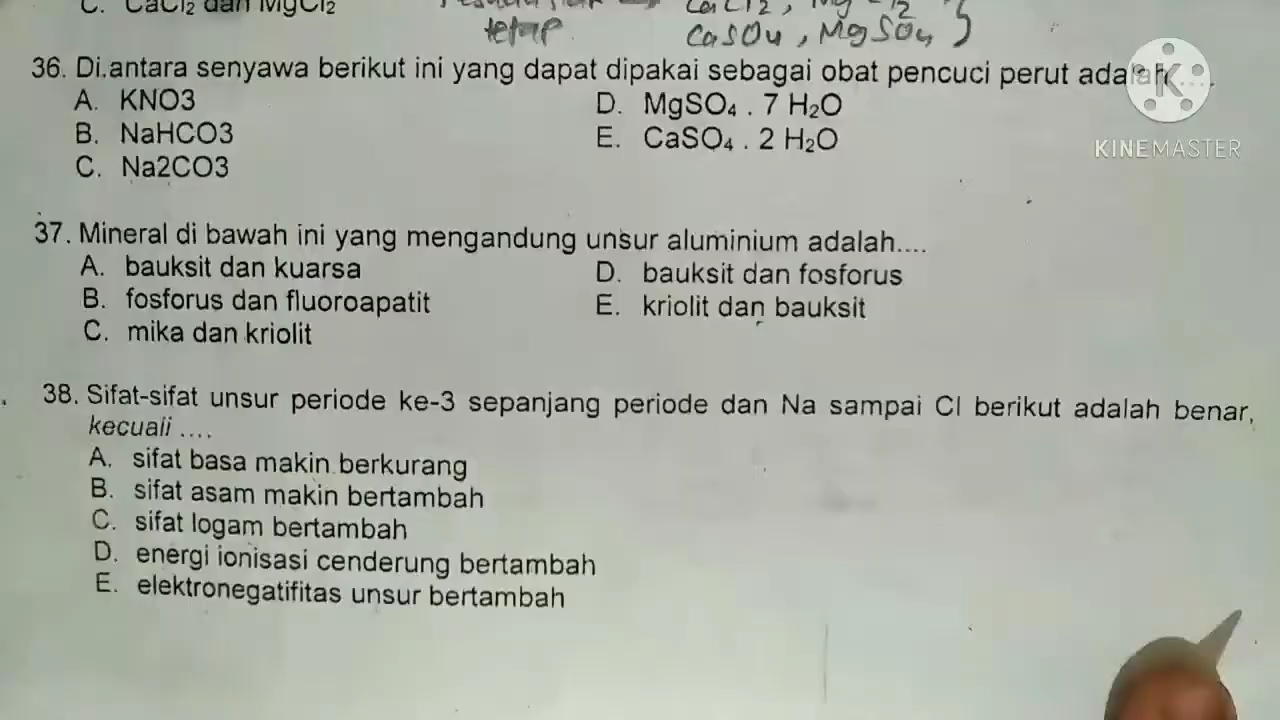 C. CaCl₂ dan MgCl₂
tetap CaSO₄, MgSO₄
36. Di.antara senyawa berikut ini yang dapat dipakai sebagai obat pencuci perut adalah....
A. KNO3 D. MgSO₄ . 7 H₂O
B. NaHCO3 E. CaSO₄ . 2 H₂O
C. Na2CO3
KINEMASTER
37. Mineral di bawah ini yang mengandung unsur aluminium adalah....
A. bauksit dan kuarsa D. bauksit dan fosforus
B. fosforus dan fluoroapatit E. kriolit dan bauksit
C. mika dan kriolit
38. Sifat-sifat unsur periode ke-3 sepanjang periode dan Na sampai Cl berikut adalah benar,
kecuali ....
A. sifat basa makin berkurang
B. sifat asam makin bertambah
C. sifat logam bertambah
D. energi ionisasi cenderung bertambah
E. elektronegatifitas unsur bertambah